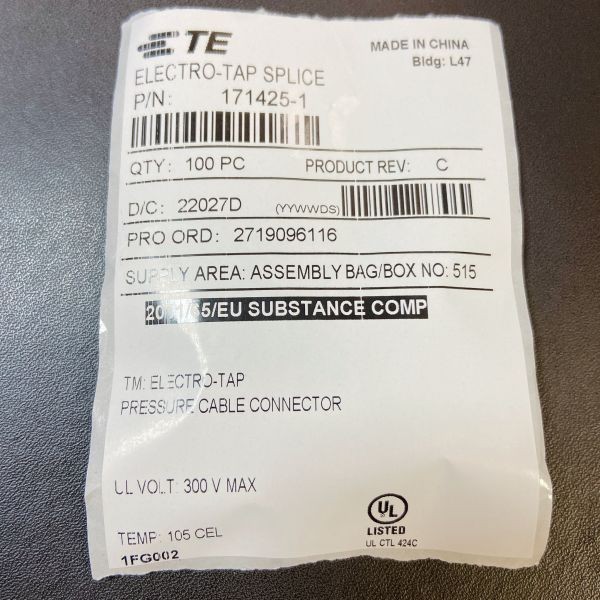 TE
MADE IN CHINA
Bldg: L47
ELECTRO-TAP SPLICE
P/N: 171425-1
QTY: 100 PC PRODUCT REV: C
D/C: 22027D (YYWWDS)
PRO ORD: 2719096116
SUPPLY AREA: ASSEMBLY BAG/BOX NO: 515
2011/65/EU SUBSTANCE COMP
TM: ELECTRO-TAP
PRESSURE CABLE CONNECTOR
UL VOLT: 300 V MAX
UL
LISTED
UL CTL 424C
TEMP: 105 CEL
1FG002